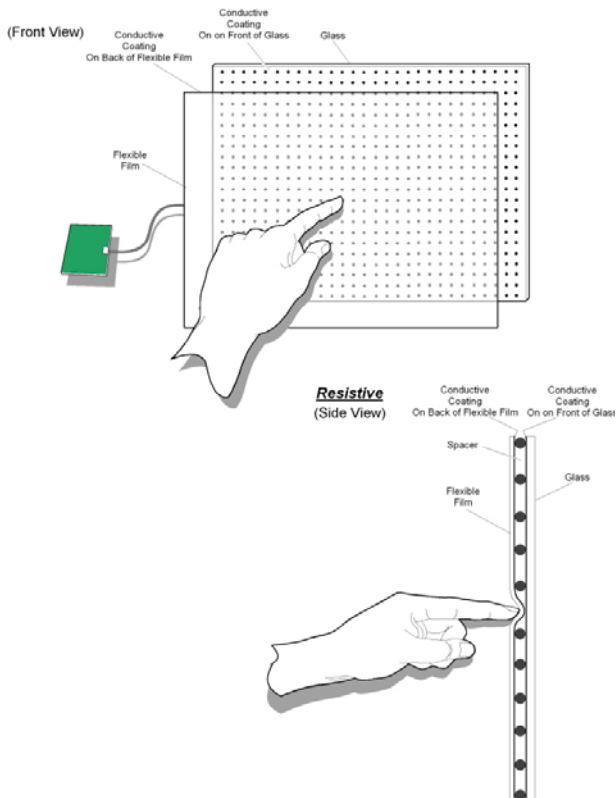 (Front View)
Conductive
Coating
On Back of Flexible Film
Conductive
Coating
On on Front of Glass
Glass
Flexible
Film
Resistive
(Side View)
Conductive
Coating
On Back of Flexible Film
Conductive
Coating
On on Front of Glass
Spacer
Flexible
Film
Glass